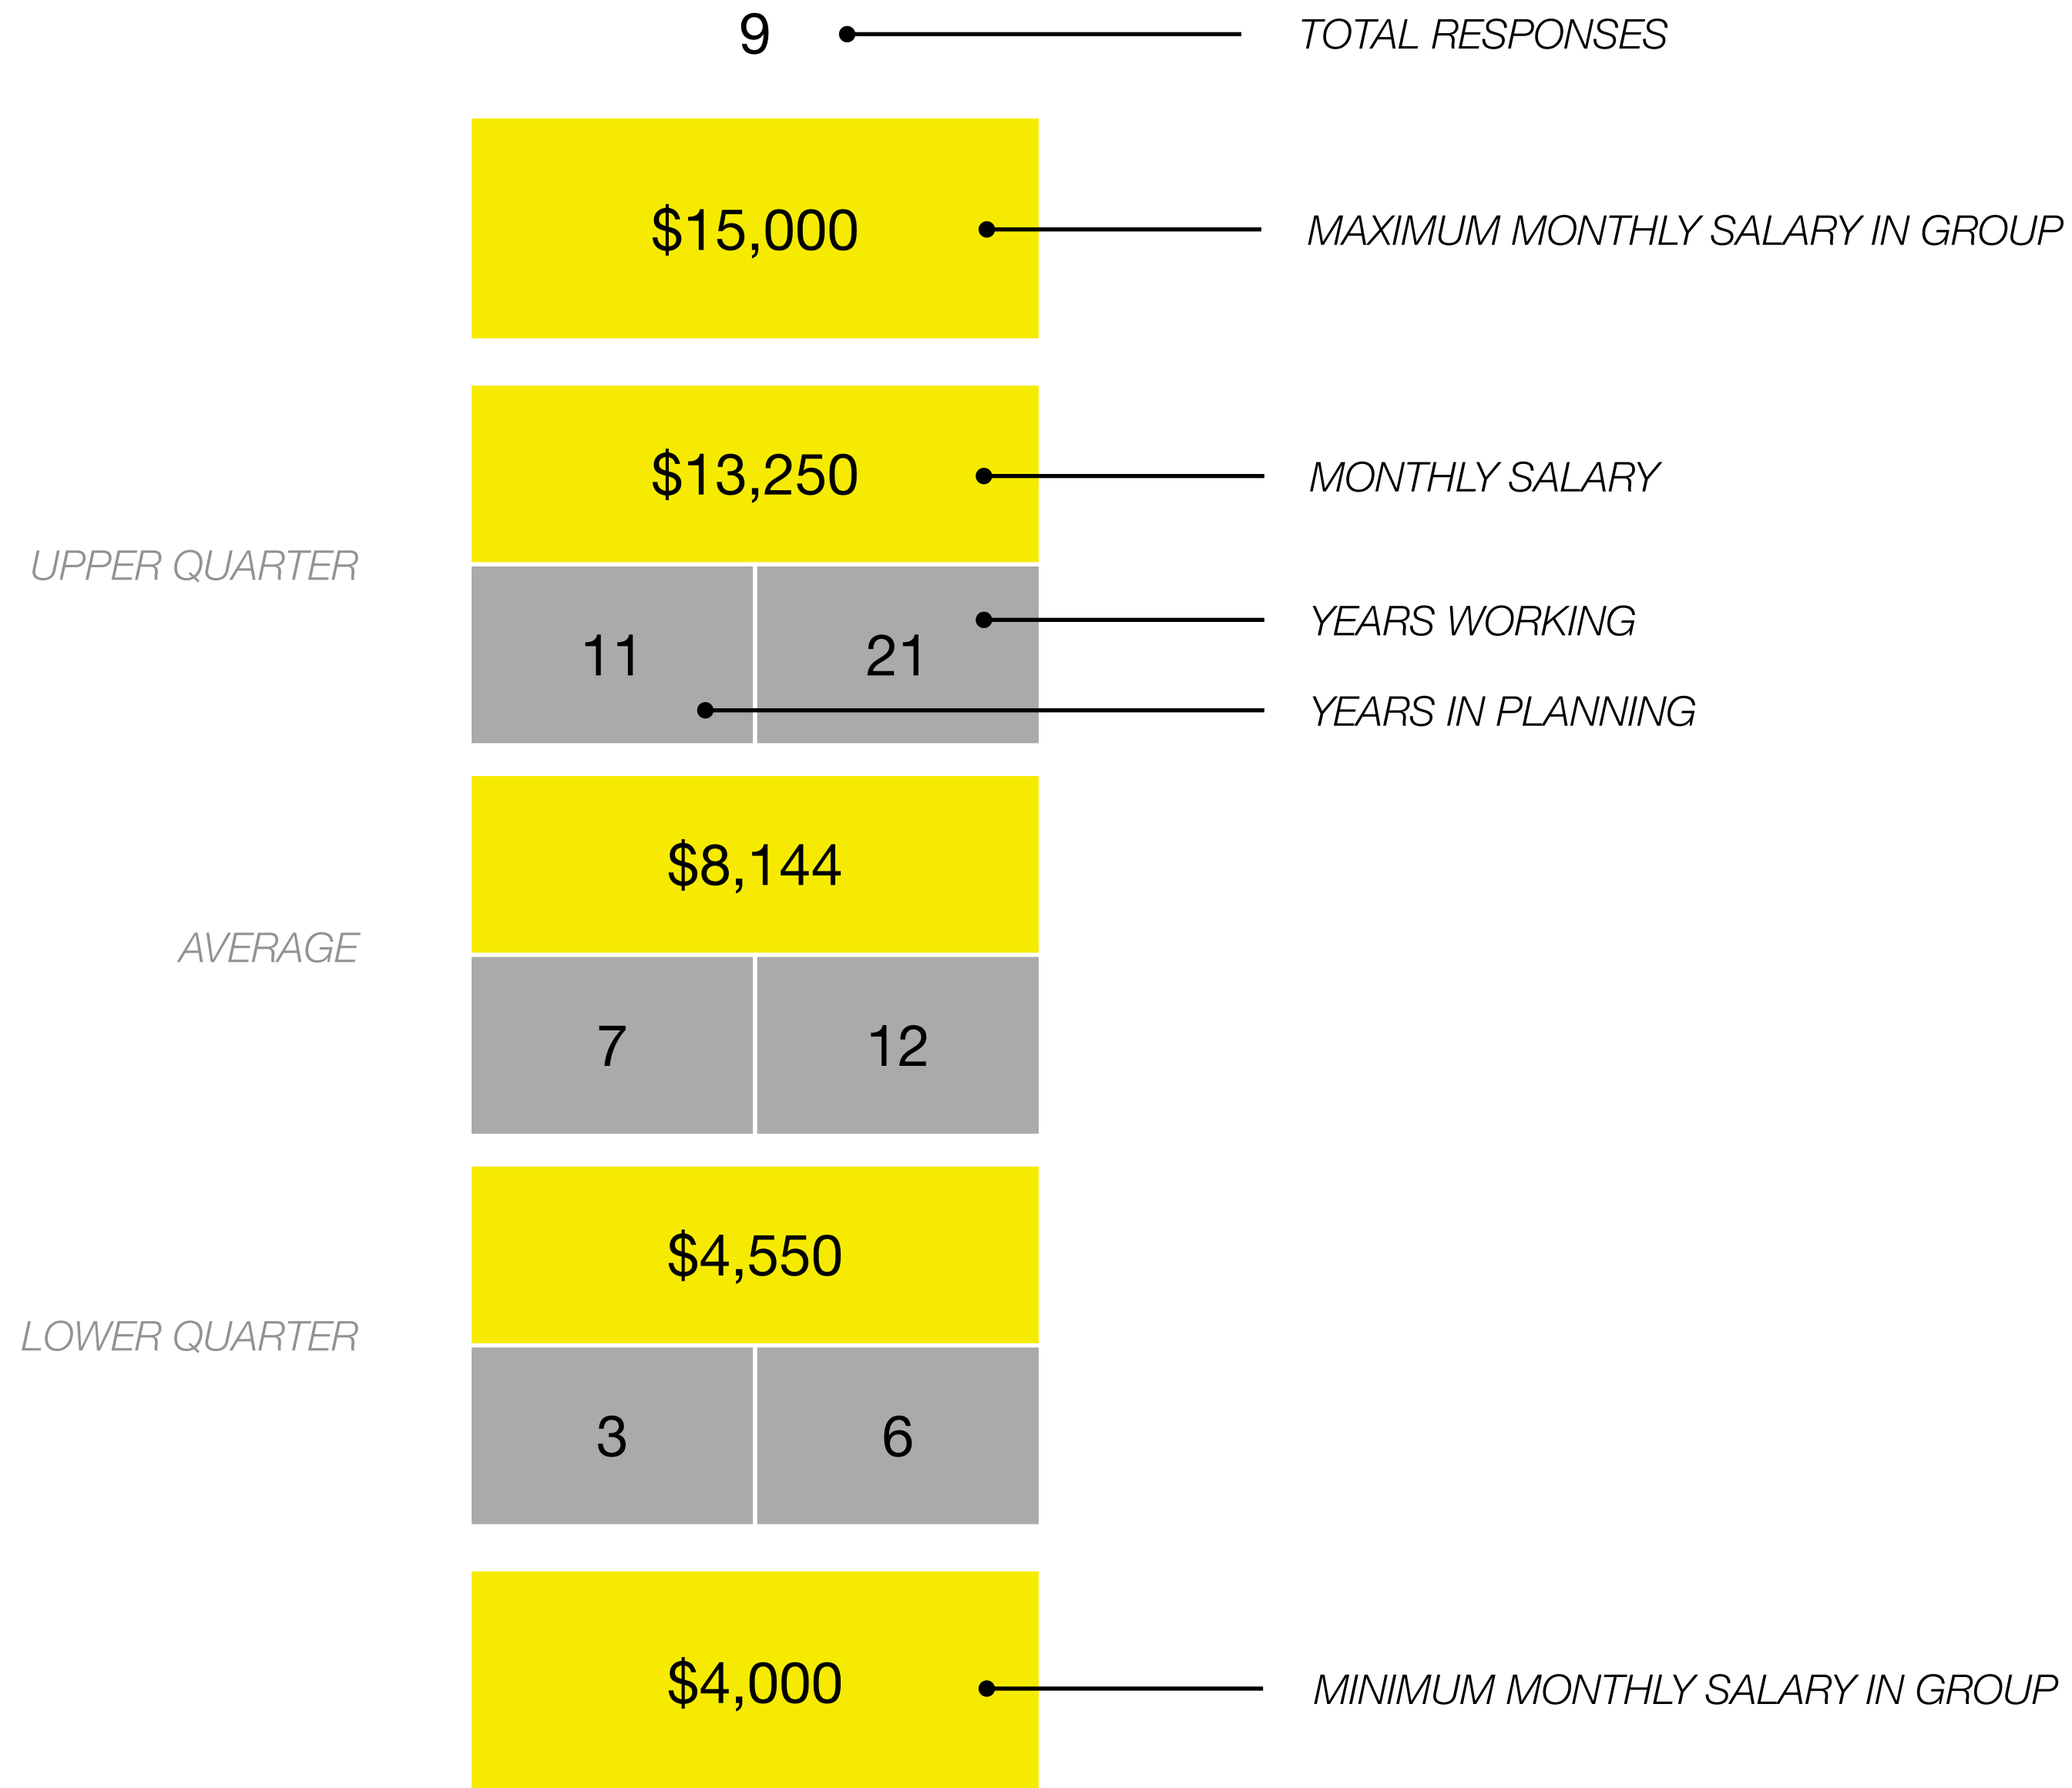 9 TOTAL RESPONSES
$15,000 MAXIMUM MONTHLY SALARY IN GROUP
$13,250 MONTHLY SALARY
UPPER QUARTER
YEARS WORKING
11 21
YEARS IN PLANNING
$8,144
AVERAGE
7 12
$4,550
LOWER QUARTER
3 6
$4,000 MINIMUM MONTHLY SALARY IN GROUP